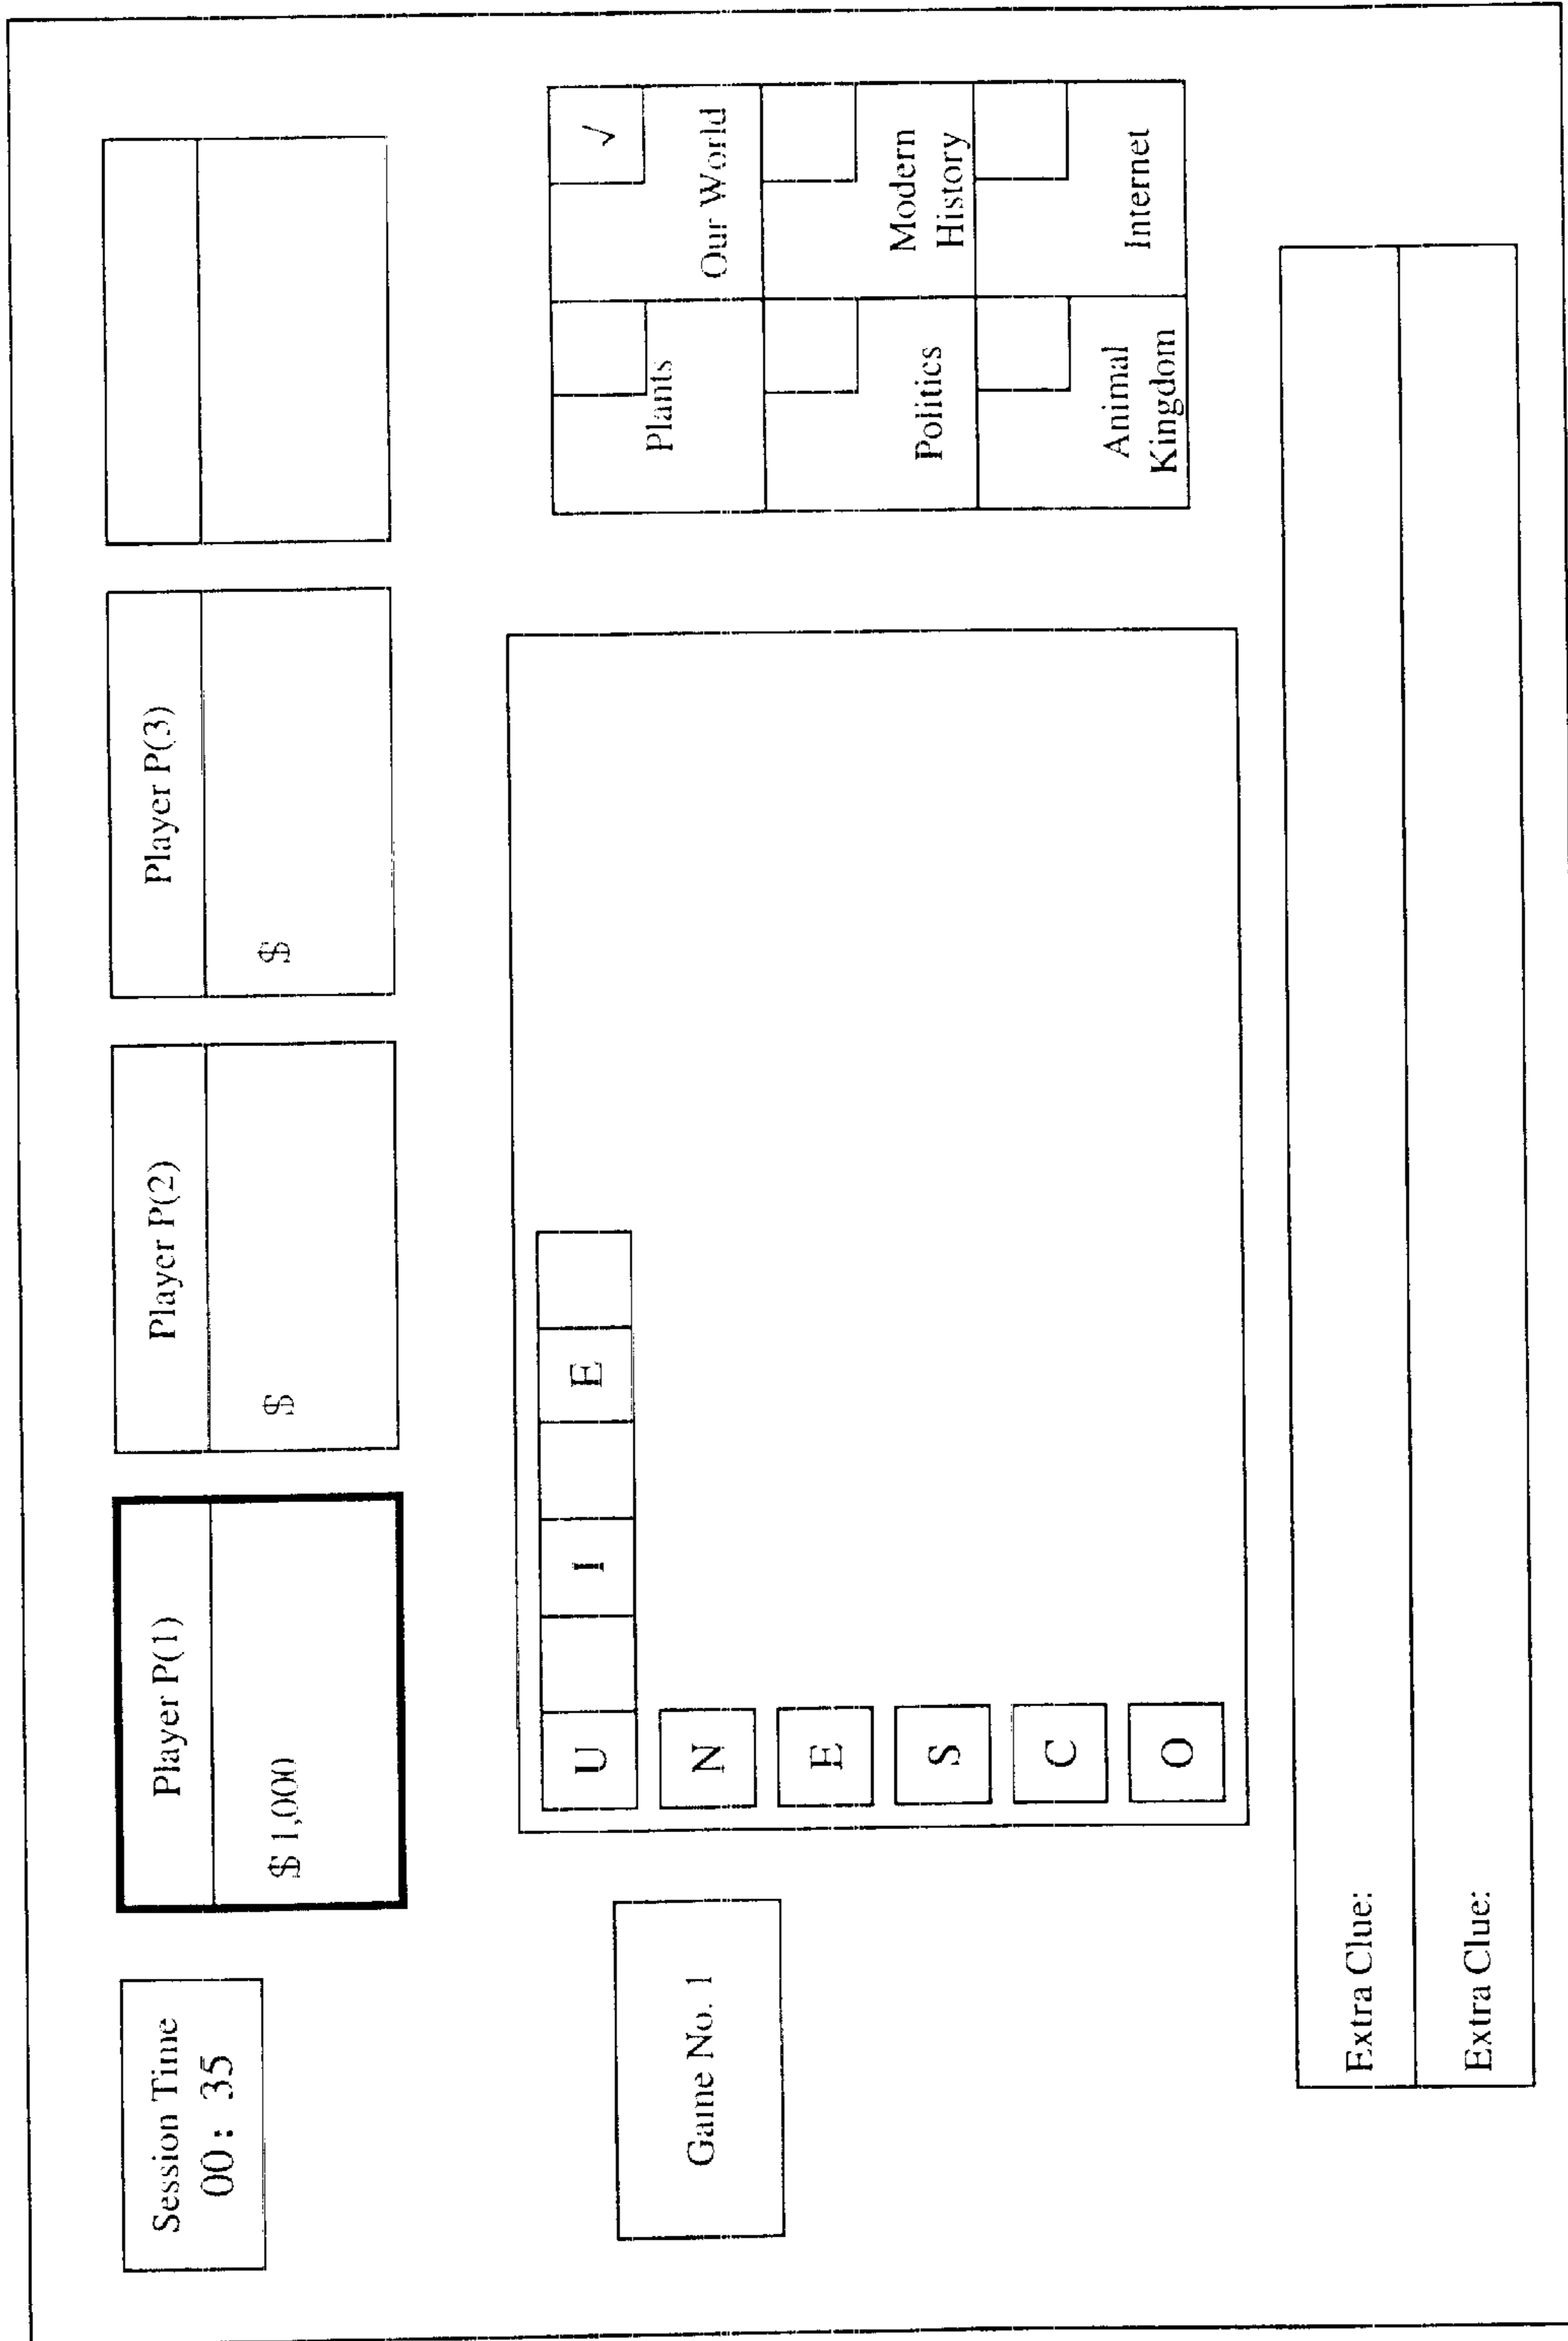 Session Time
00: 35
Player P(1)
$ 1,000
Player P(2)
$
Player P(3)
$
Game No. 1
U I E
N
E
S
C
O
Plants
√
Our World
Politics
Modern
History
Animal
Kingdom
Internet
Extra Clue:
Extra Clue: